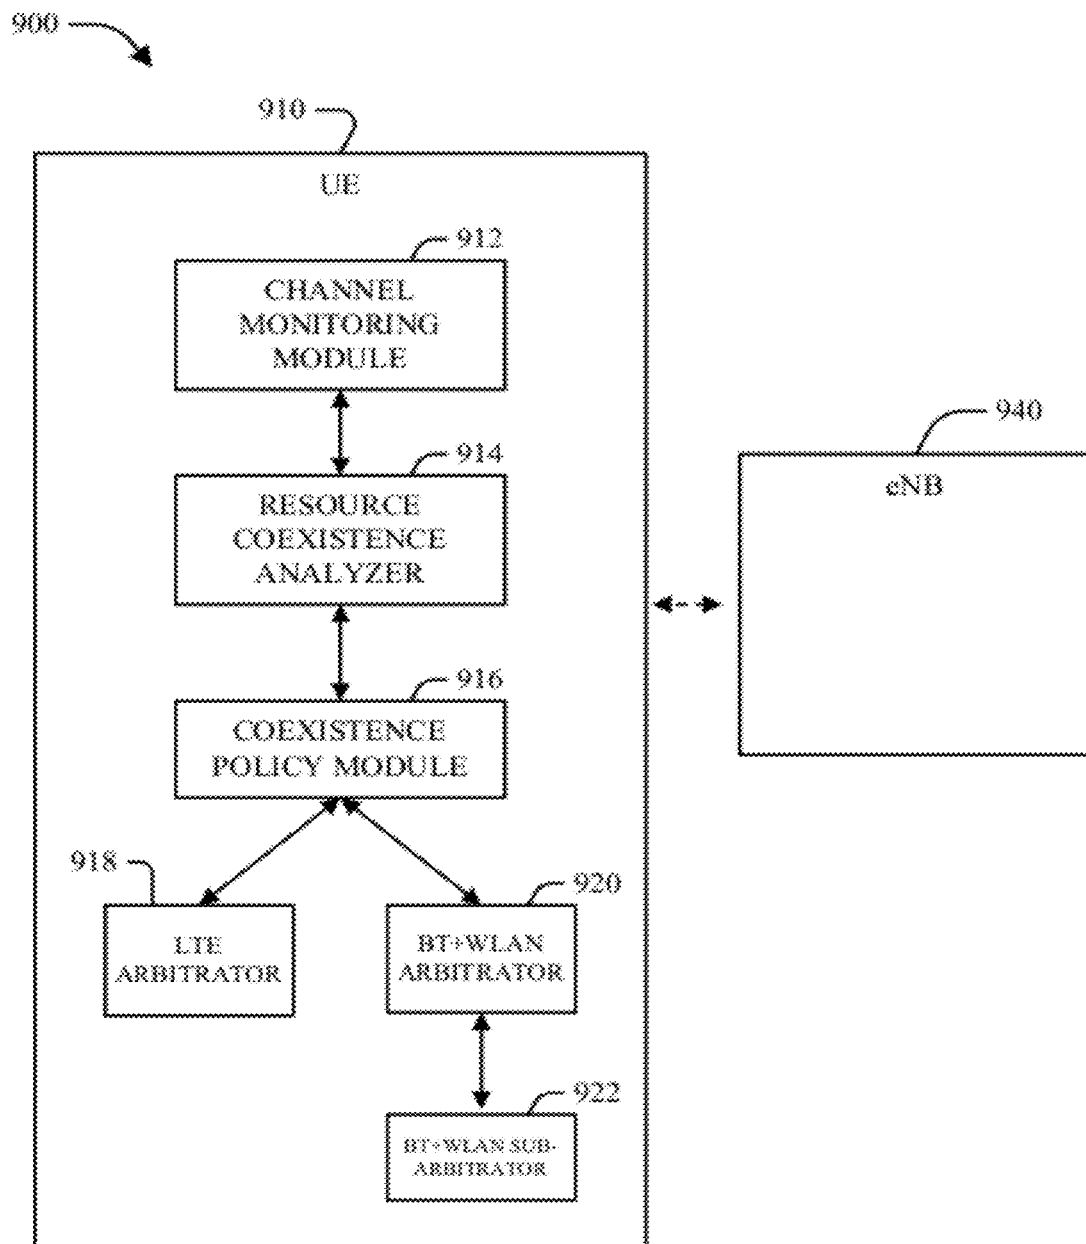 900
910
UE
912
CHANNEL
MONITORING
MODULE
914
RESOURCE
COEXISTENCE
ANALYZER
940
eNB
916
COEXISTENCE
POLICY MODULE
918
920
LTE
ARBITRATOR
BT+WLAN
ARBITRATOR
922
BT+WLAN SUB-
ARBITRATOR